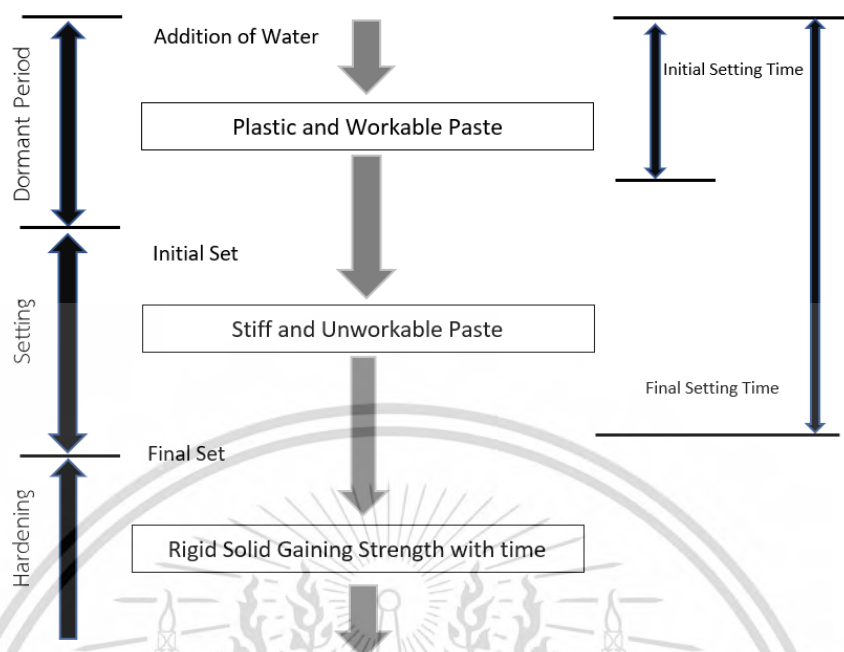 Addition of Water
Initial Setting Time
Plastic and Workable Paste
Dormant Period
Initial Set
Stiff and Unworkable Paste
Setting
Final Setting Time
Final Set
Hardening
Rigid Solid Gaining Strength with time